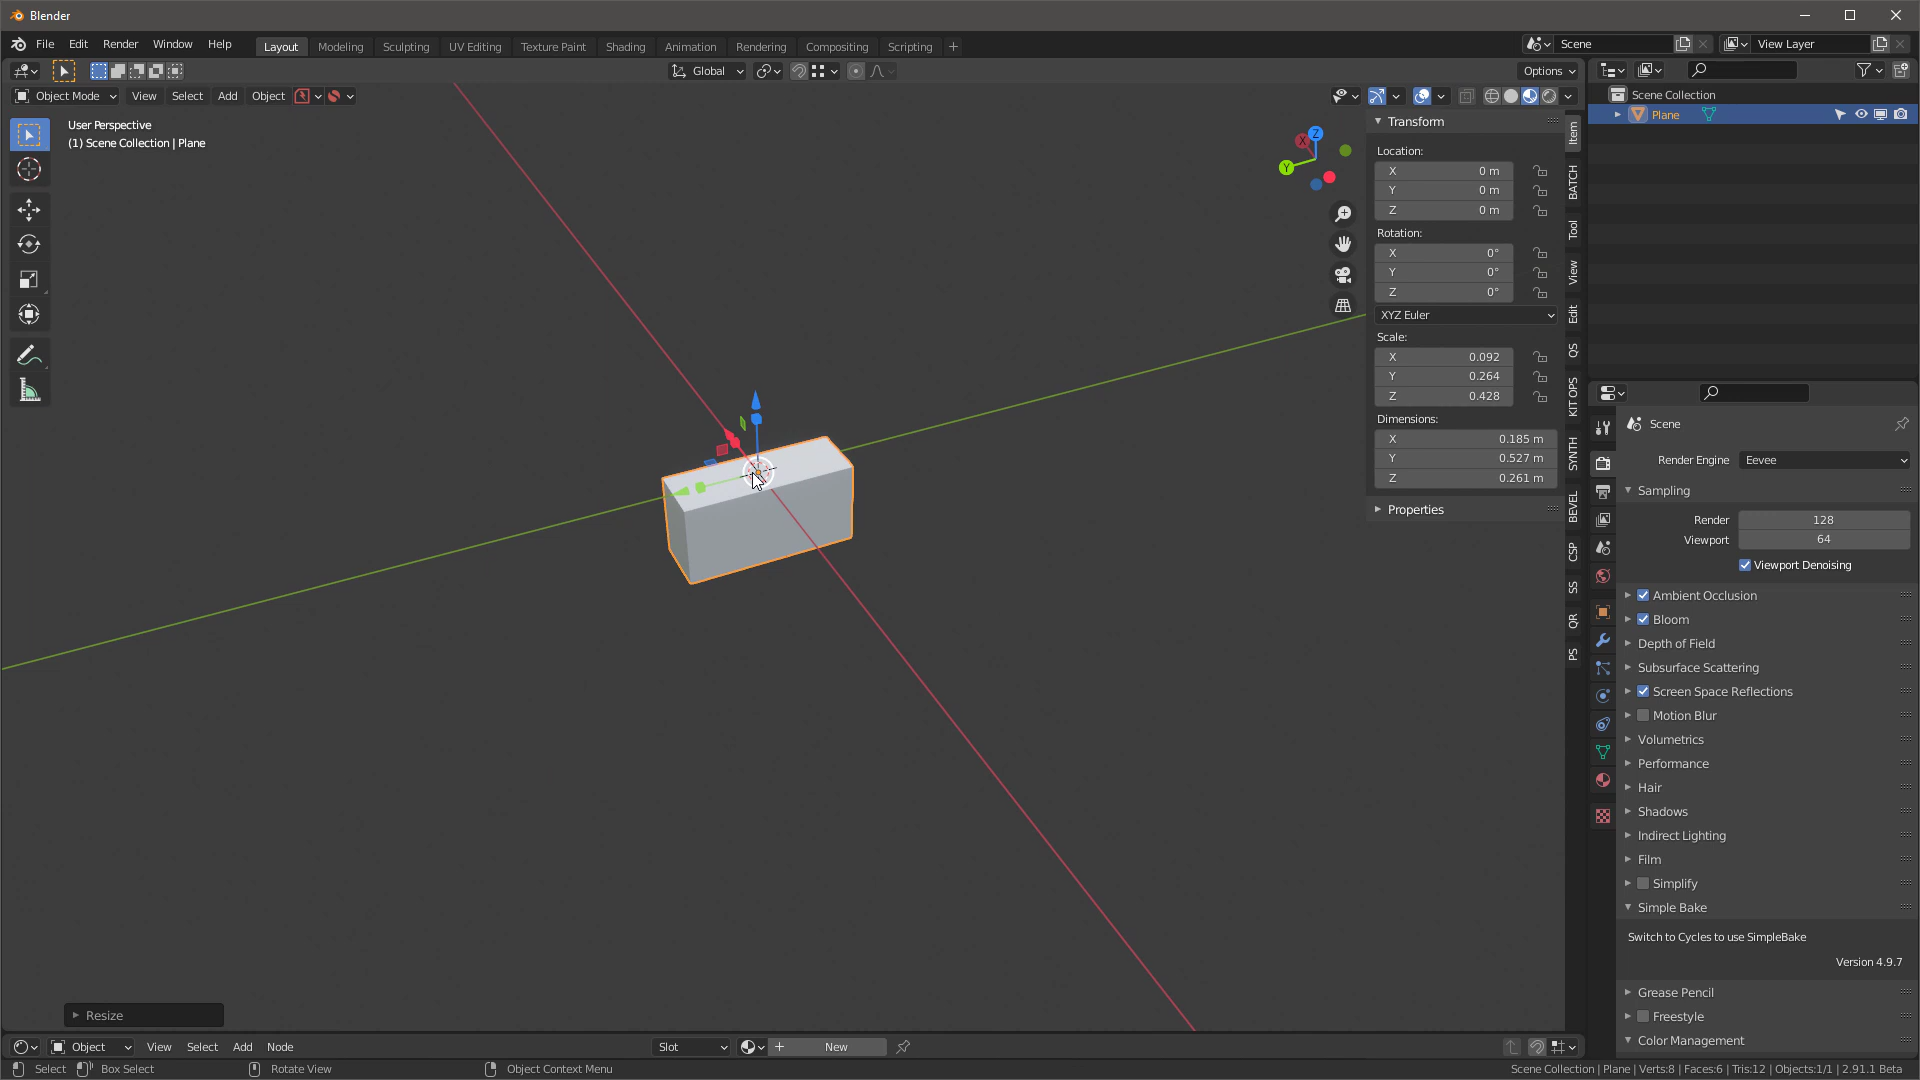 Blender
File Edit Render Window Help
Layout Modeling Sculpting UV Editing Texture Paint Shading Animation Rendering Compositing Scripting +
Scene
View Layer
Global
Options
Object Mode View Select Add Object
User Perspective
(1) Scene Collection | Plane
Z
X
Y
Transform
Location:
X 0 m
Y 0 m
Z 0 m
Rotation:
X 0°
Y 0°
Z 0°
XYZ Euler
Scale:
X 0.092
Y 0.264
Z 0.428
Dimensions:
X 0.185 m
Y 0.527 m
Z 0.261 m
Properties
Item
BATCH
Tool
View
Edit
QS
KIT OPS
SYNTH
BEVEL
CSP
SS
QR
PS
Scene Collection
Plane
Scene
Render Engine Eevee
Sampling
Render 128
Viewport 64
Viewport Denoising
Ambient Occlusion
Bloom
Depth of Field
Subsurface Scattering
Screen Space Reflections
Motion Blur
Volumetrics
Performance
Hair
Shadows
Indirect Lighting
Film
Simplify
Simple Bake
Switch to Cycles to use SimpleBake
Version 4.9.7
Grease Pencil
Freestyle
Color Management
Resize
Object View Select Add Node
Slot
+ New
Select Box Select Rotate View Object Context Menu
Scene Collection | Plane | Verts:8 | Faces:6 | Tris:12 | Objects:1/1 | 2.91.1 Beta